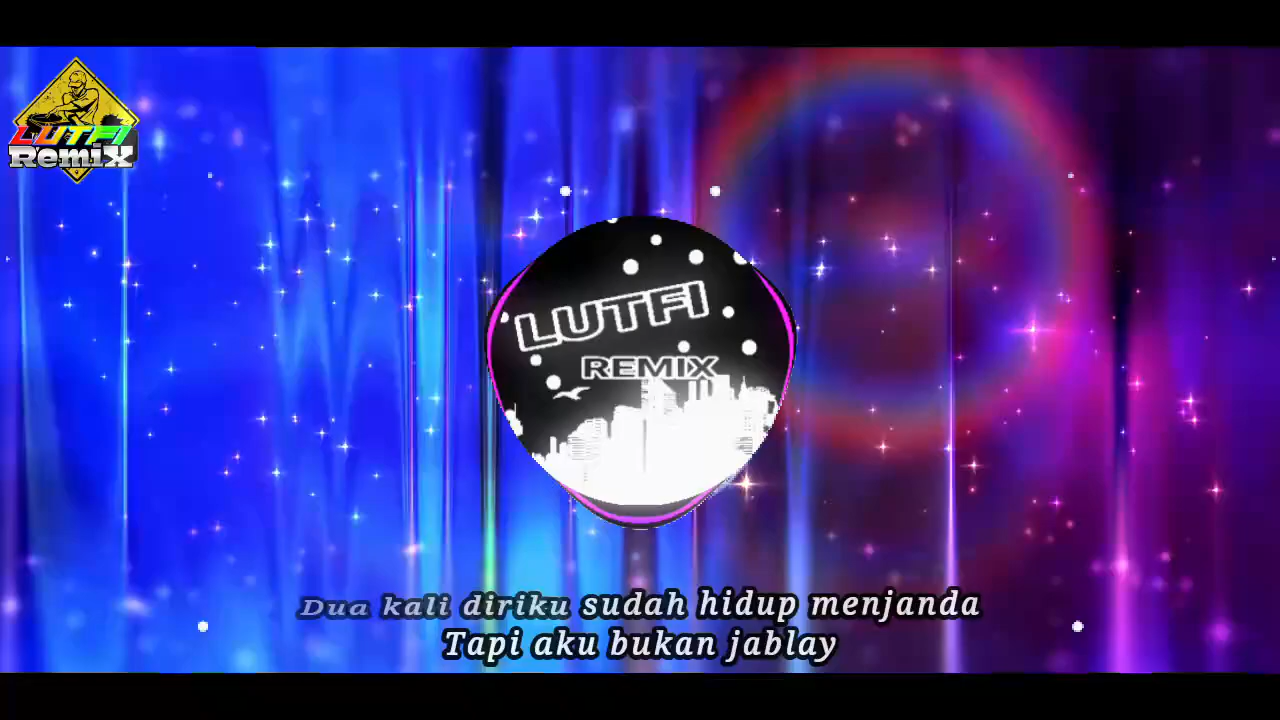 LUTFI
RemiX
LUTFI
REMIX
Dua kali diriku sudah hidup menjanda
Tapi aku bukan jablay